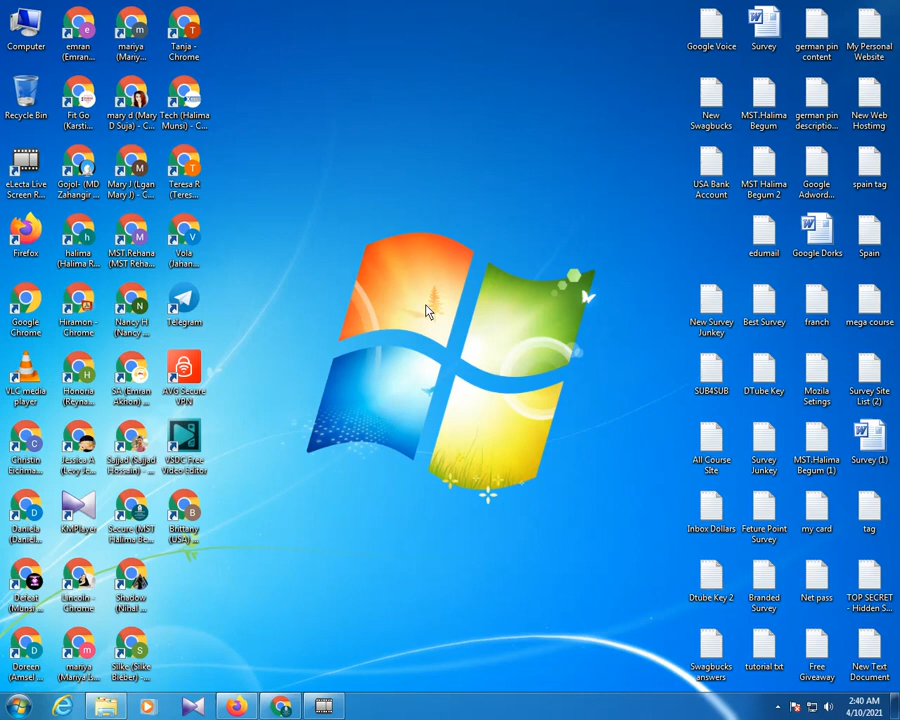 Computer
emran
(Emran...
mariya
(Mariy...
Tanja -
Chrome
Recycle Bin
Fit Go
(Karsti...
mary d (Mary
D Suja) - C...
Tech (Halima
Munsi) - C...
eLecta Live
Screen R...
Gojol- (MD
Zahangir ...
Mary J (Lgan
Mary J) - C...
Teresa R
(Teres...
Firefox
halima
(Halima R...
MST.Rehana
(MST Reha...
Vola
(Jahan...
Google
Chrome
Hiramon -
Chrome
Nancy H
(Nancy ...
Telegram
VLC media
player
Honoria
(Reyna...
SA (Emran
Akhon) ...
AVG Secure
VPN
Christin
Eichma...
Jessica A
(Levy Je...
Sajjad (Sajjad
Hossain) - ...
VSDC Free
Video Editor
Daniela
(Daniel...
KMPlayer
Secure (MST
Halima Be...
Brittany
(USA) ...
Defeat
(Munsi ...
Lincoln -
Chrome
Shadow
(Nihal ...
Doreen
(Amsel ...
mariya
(Mariya B...
Silke (Silke
Bieber) -...
Google Voice
Survey
german pin
content
My Personal
Website
New
Swagbucks
MST.Halima
Begum
german pin
descriptio...
New Web
Hostimg
USA Bank
Account
MST Halima
Begum 2
Google
Adword...
spain tag
edumail
Google Dorks
Spain
New Survey
Junkey
Best Survey
franch
mega course
SUB4SUB
DTube Key
Mozila
Setings
Survey Site
List (2)
All Course
Site
Survey
Junkey
MST.Halima
Begum (1)
Survey (1)
Inbox Dollars
Feture Point
Survey
my card
tag
Dtube Key 2
Branded
Survey
Net pass
TOP SECRET
- Hidden S...
Swagbucks
answers
tutorial txt
Free
Giveaway
New Text
Document
2:40 AM
4/10/2021